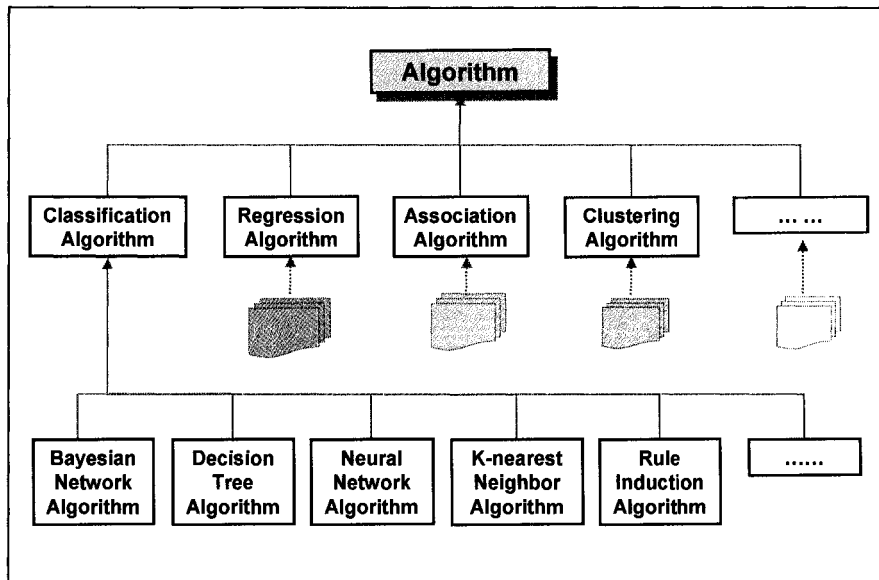 Algorithm
Classification
Algorithm
Regression
Algorithm
Association
Algorithm
Clustering
Algorithm
... ...
Bayesian
Network
Algorithm
Decision
Tree
Algorithm
Neural
Network
Algorithm
K-nearest
Neighbor
Algorithm
Rule
Induction
Algorithm
......